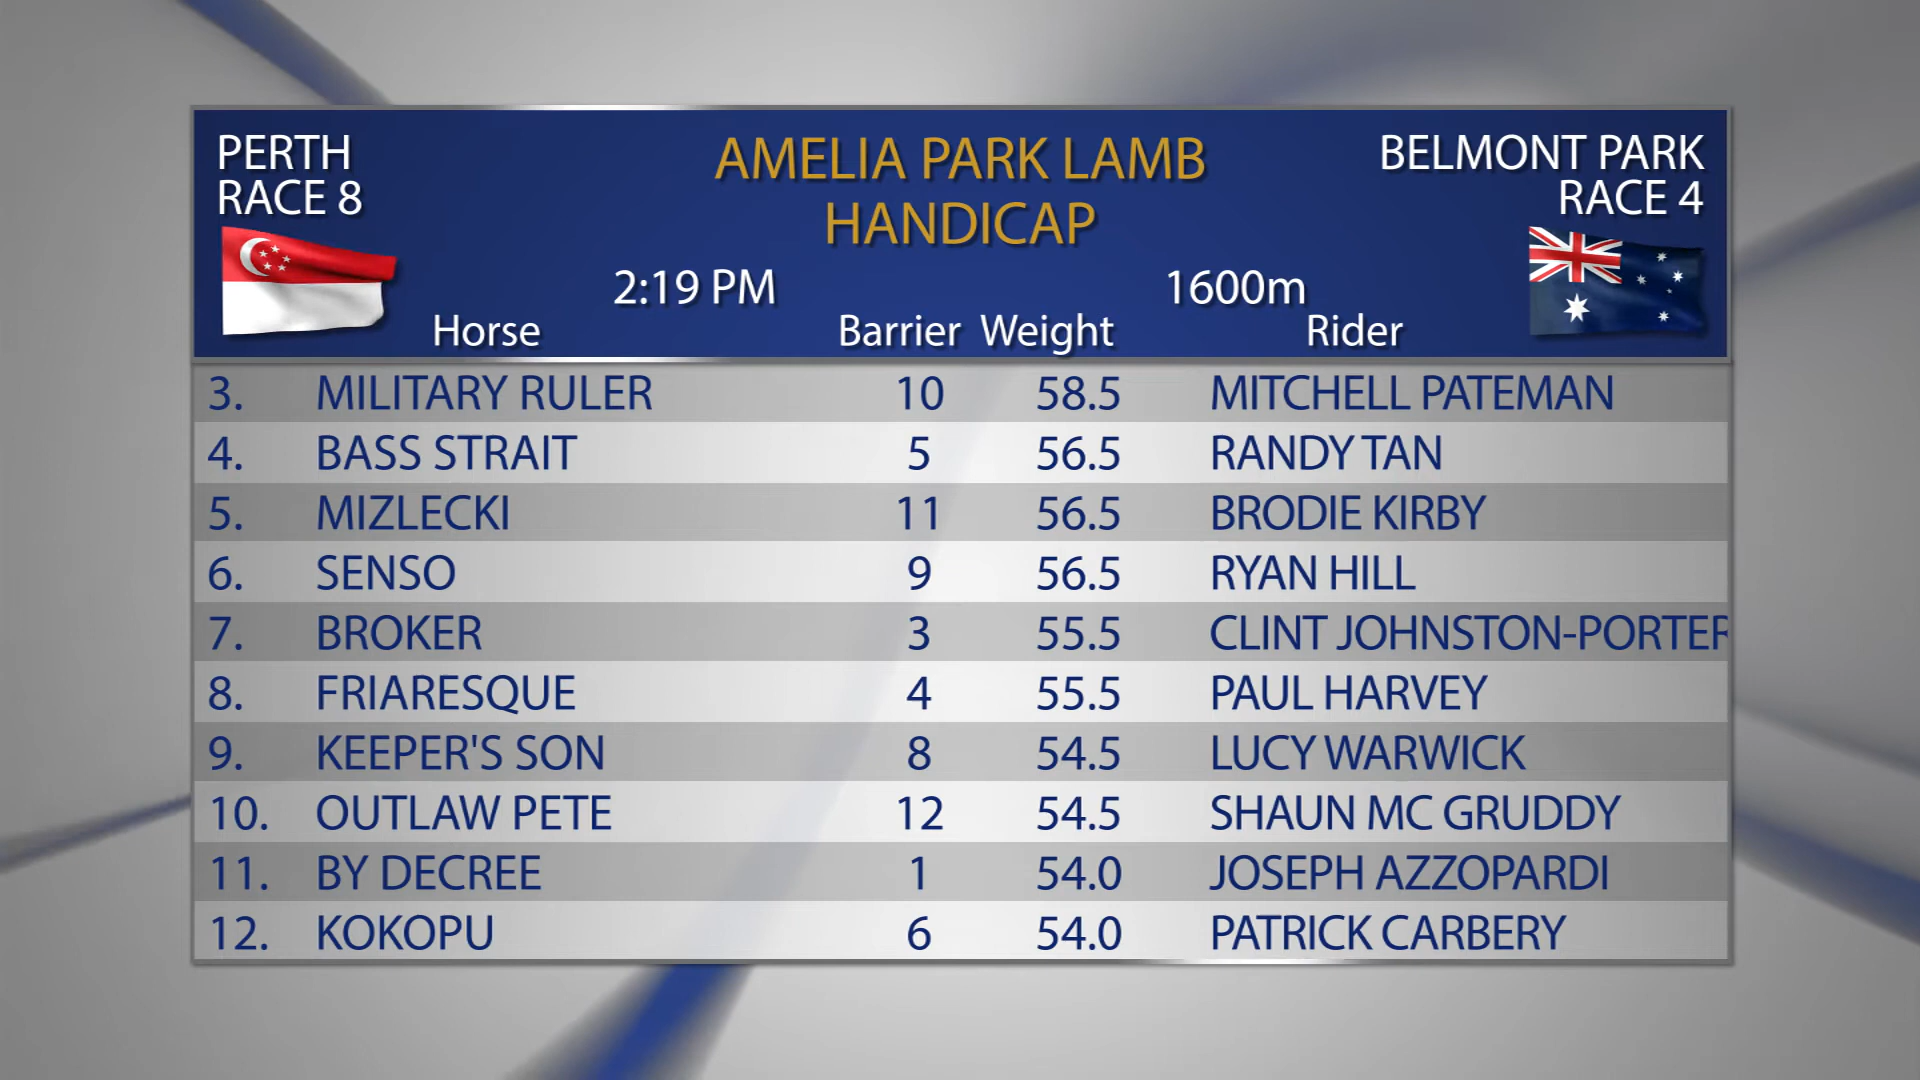 PERTH
RACE 8
AMELIA PARK LAMB
HANDICAP
BELMONT PARK
RACE 4
2:19 PM
1600m
Horse Barrier Weight Rider
3. MILITARY RULER 10 58.5 MITCHELL PATEMAN
4. BASS STRAIT 5 56.5 RANDY TAN
5. MIZLECKI 11 56.5 BRODIE KIRBY
6. SENSO 9 56.5 RYAN HILL
7. BROKER 3 55.5 CLINT JOHNSTON-PORTER
8. FRIARESQUE 4 55.5 PAUL HARVEY
9. KEEPER'S SON 8 54.5 LUCY WARWICK
10. OUTLAW PETE 12 54.5 SHAUN MC GRUDDY
11. BY DECREE 1 54.0 JOSEPH AZZOPARDI
12. KOKOPU 6 54.0 PATRICK CARBERY